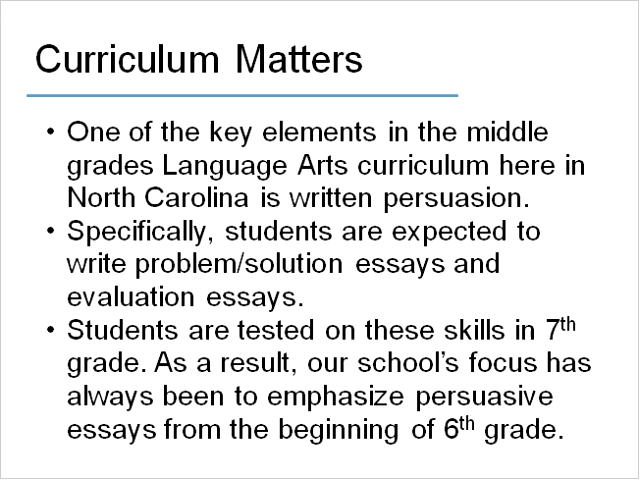 Curriculum Matters
• One of the key elements in the middle
grades Language Arts curriculum here in
North Carolina is written persuasion.
• Specifically, students are expected to
write problem/solution essays and
evaluation essays.
• Students are tested on these skills in 7th
grade. As a result, our school’s focus has
always been to emphasize persuasive
essays from the beginning of 6th grade.